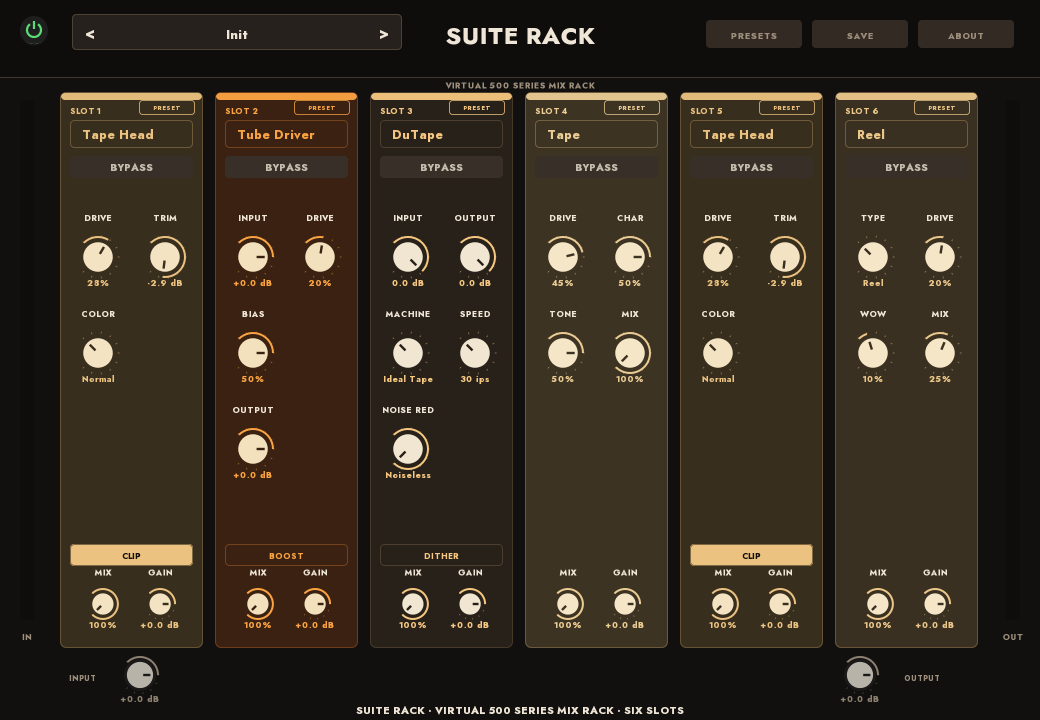 < Init >
SUITE RACK
PRESETS SAVE ABOUT
VIRTUAL 500 SERIES MIX RACK
SLOT 1 PRESET SLOT 2 PRESET SLOT 3 PRESET SLOT 4 PRESET SLOT 5 PRESET SLOT 6 PRESET
Tape Head Tube Driver DuTape Tape Tape Head Reel
BYPASS BYPASS BYPASS BYPASS BYPASS BYPASS
DRIVE TRIM INPUT DRIVE INPUT OUTPUT DRIVE CHAR DRIVE TRIM TYPE DRIVE
28% -2.9 dB +0.0 dB 20% 0.0 dB 0.0 dB 45% 50% 28% -2.9 dB Reel 20%
COLOR BIAS MACHINE SPEED TONE MIX COLOR WOW MIX
Normal 50% Ideal Tape 30 ips 50% 100% Normal 10% 25%
OUTPUT NOISE RED
+0.0 dB Noiseless
CLIP BOOST DITHER CLIP
MIX GAIN MIX GAIN MIX GAIN MIX GAIN MIX GAIN MIX GAIN
100% +0.0 dB 100% +0.0 dB 100% +0.0 dB 100% +0.0 dB 100% +0.0 dB 100% +0.0 dB
IN OUT
INPUT OUTPUT
+0.0 dB +0.0 dB
SUITE RACK · VIRTUAL 500 SERIES MIX RACK · SIX SLOTS